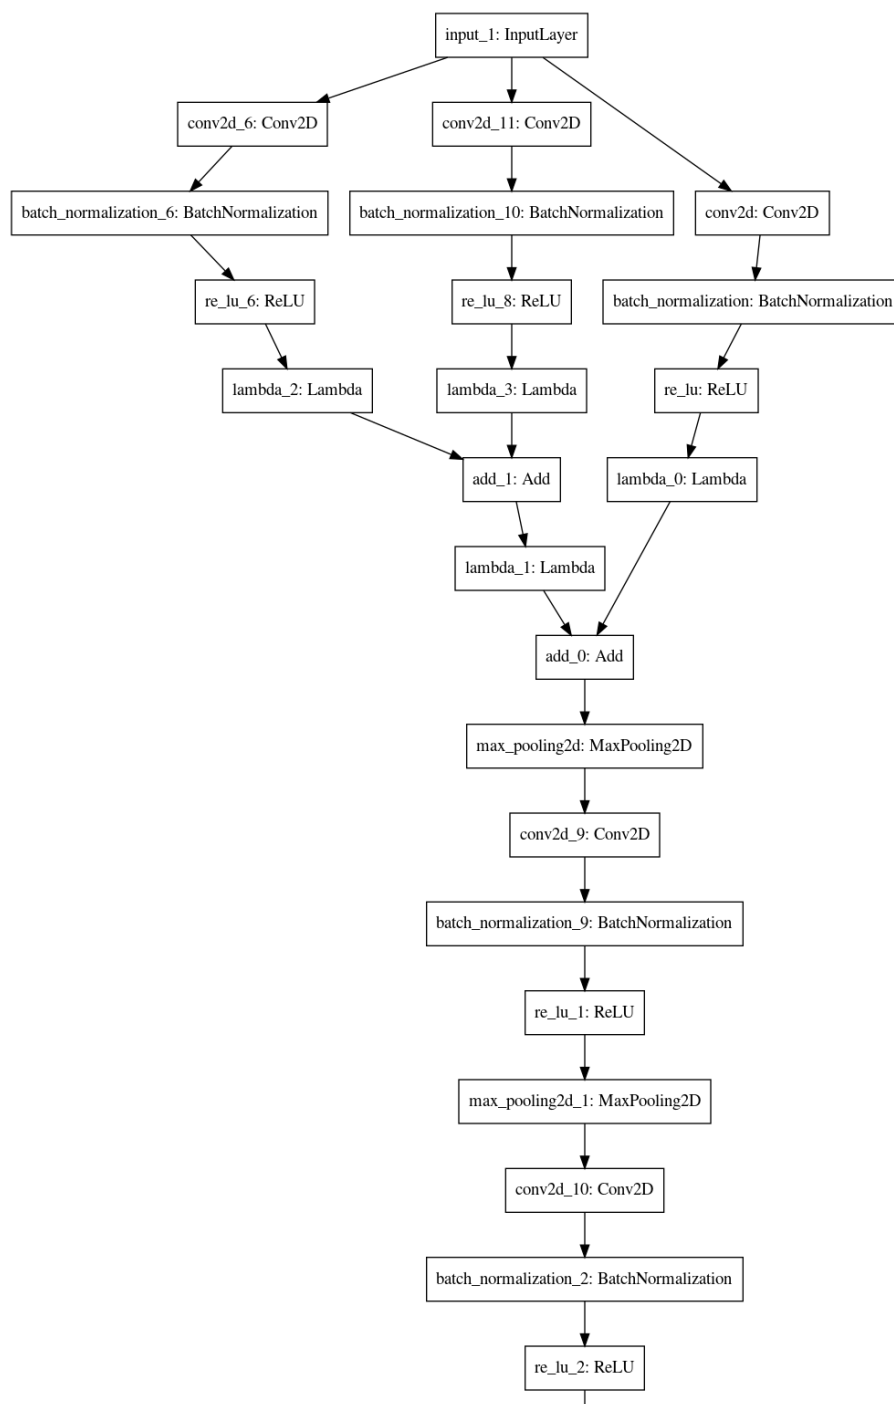 input_1: InputLayer
conv2d_6: Conv2D
conv2d_11: Conv2D
batch_normalization_6: BatchNormalization
batch_normalization_10: BatchNormalization
conv2d: Conv2D
re_lu_6: ReLU
re_lu_8: ReLU
batch_normalization: BatchNormalization
lambda_2: Lambda
lambda_3: Lambda
re_lu: ReLU
add_1: Add
lambda_0: Lambda
lambda_1: Lambda
add_0: Add
max_pooling2d: MaxPooling2D
conv2d_9: Conv2D
batch_normalization_9: BatchNormalization
re_lu_1: ReLU
max_pooling2d_1: MaxPooling2D
conv2d_10: Conv2D
batch_normalization_2: BatchNormalization
re_lu_2: ReLU